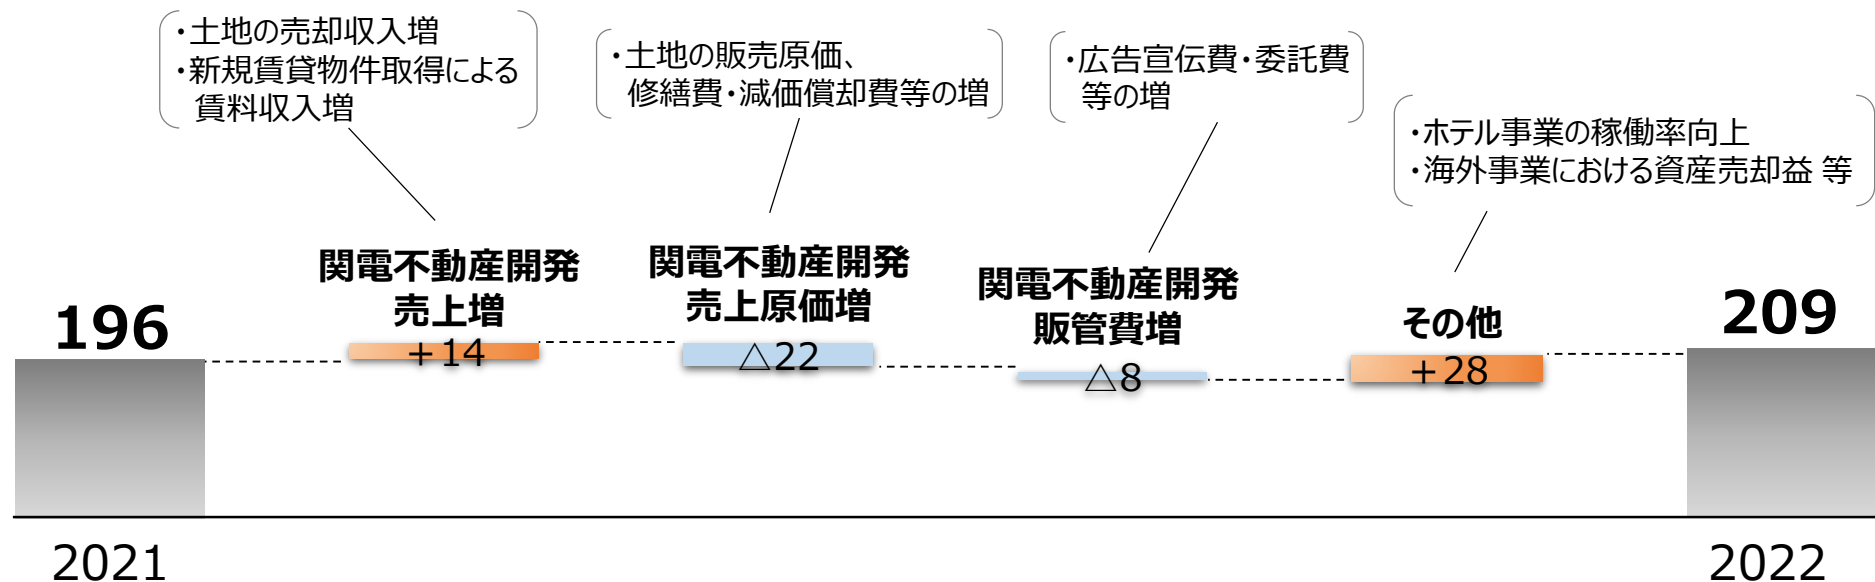 ・土地の売却収入増
・新規賃貸物件取得による
賃料収入増
・土地の販売原価、
修繕費・減価償却費等の増
・広告宣伝費・委託費
等の増
・ホテル事業の稼働率向上
・海外事業における資産売却益 等
196
関電不動産開発
売上増
+14
関電不動産開発
売上原価増
△22
関電不動産開発
販管費増
△8
その他
+28
209
2021
2022